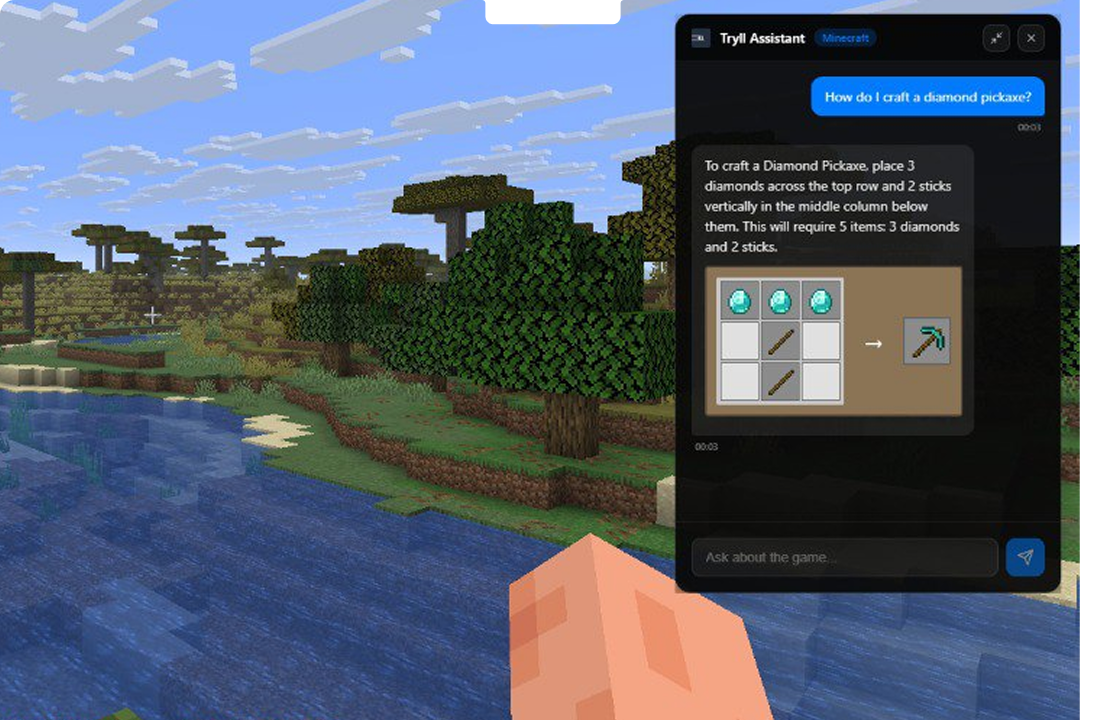 Tryll Assistant Minecraft
How do I craft a diamond pickaxe?
00:03
To craft a Diamond Pickaxe, place 3
diamonds across the top row and 2 sticks
vertically in the middle column below
them. This will require 5 items: 3 diamonds
and 2 sticks.
00:03
Ask about the game...